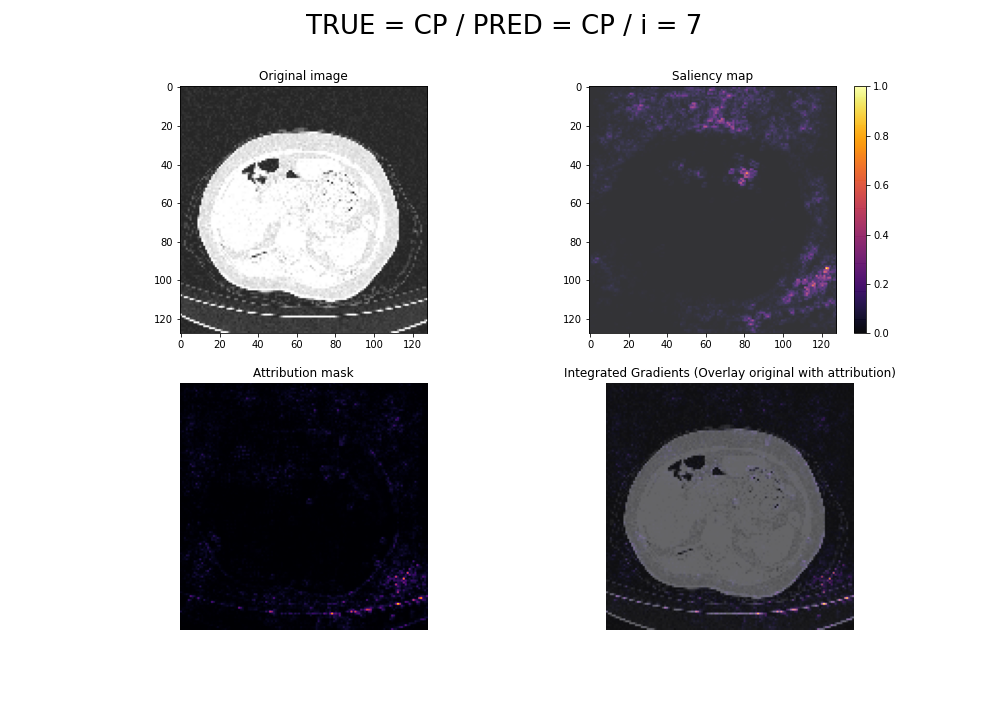 TRUE = CP / PRED = CP / i = 7
Original image
0
20
40
60
80
100
120
0 20 40 60 80 100 120
Saliency map
0
20
40
60
80
100
120
0 20 40 60 80 100 120
1.0
0.8
0.6
0.4
0.2
0.0
Attribution mask
Integrated Gradients (Overlay original with attribution)